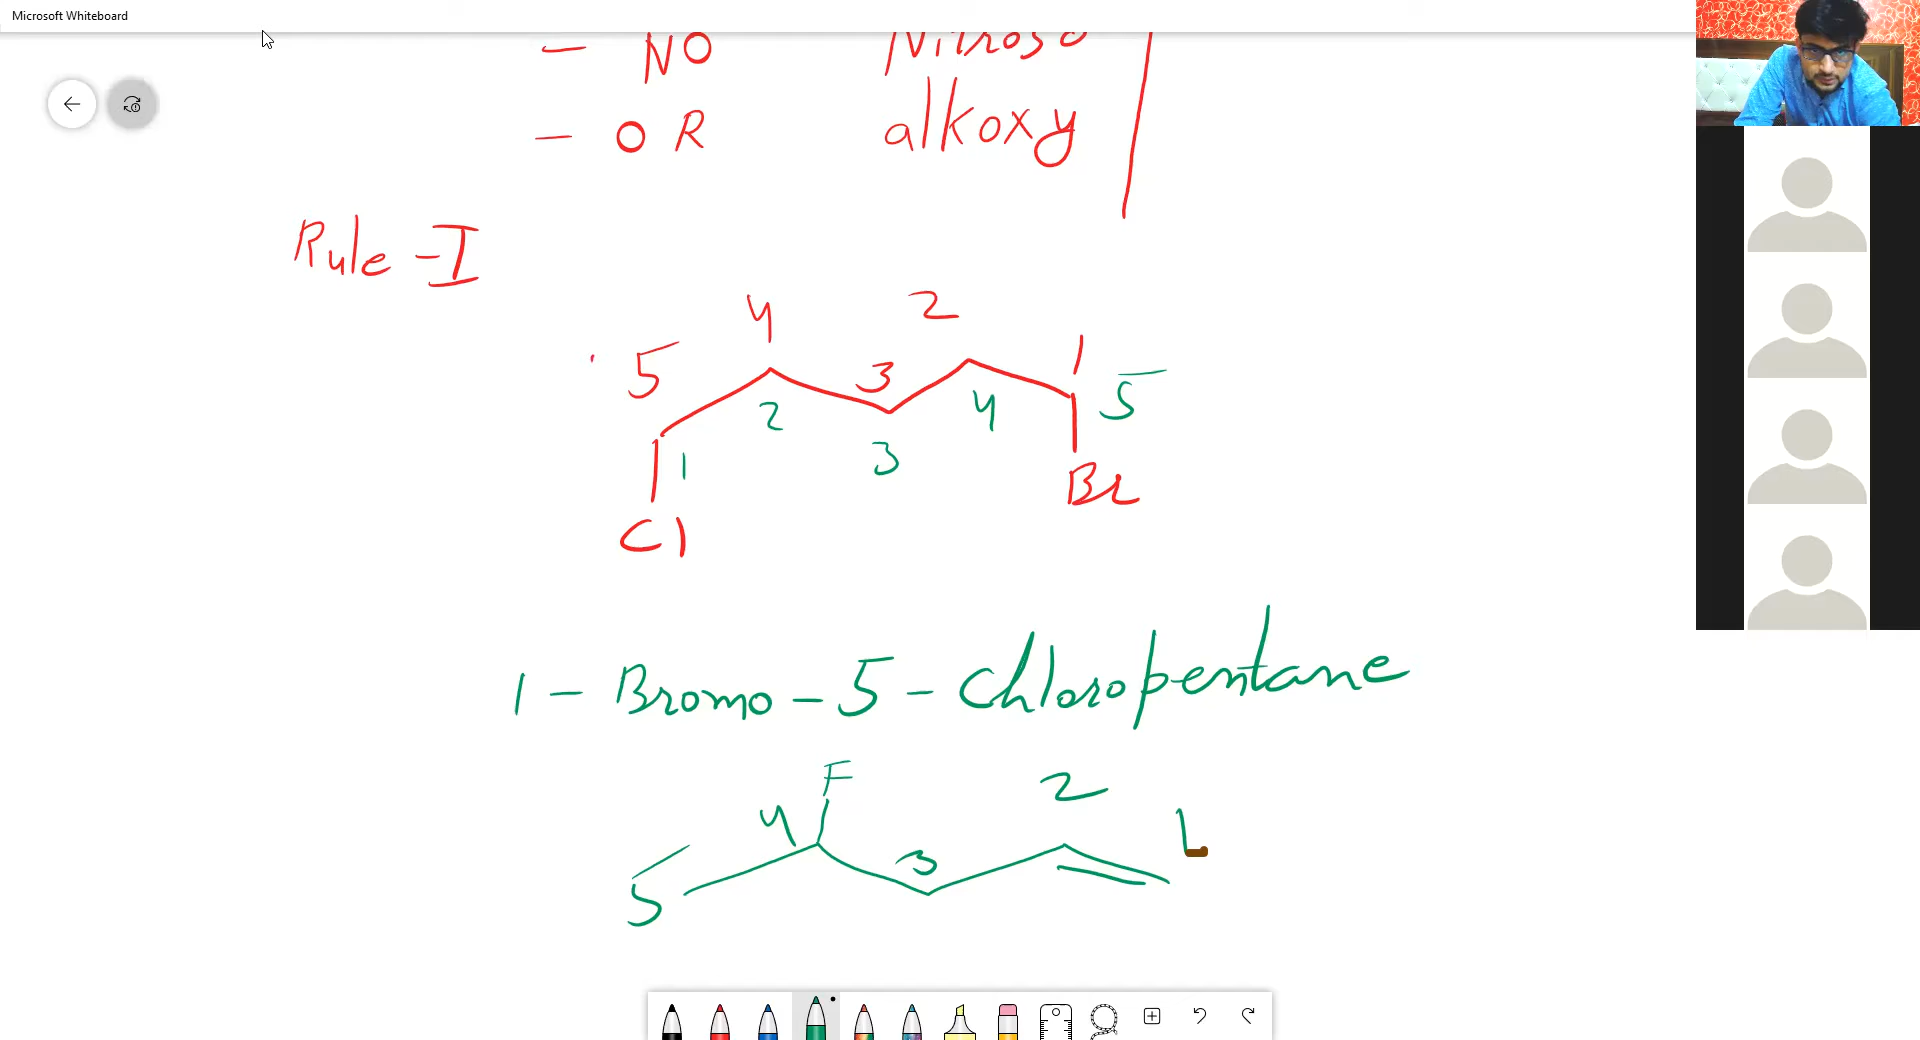 Microsoft Whiteboard
- NO Nitroso
- OR alkoxy
Rule - I
4 2
5 3 1
2 4 5
1 3
Cl Br
1 - Bromo - 5 - Chloropentane
F 2
4 1
5 3